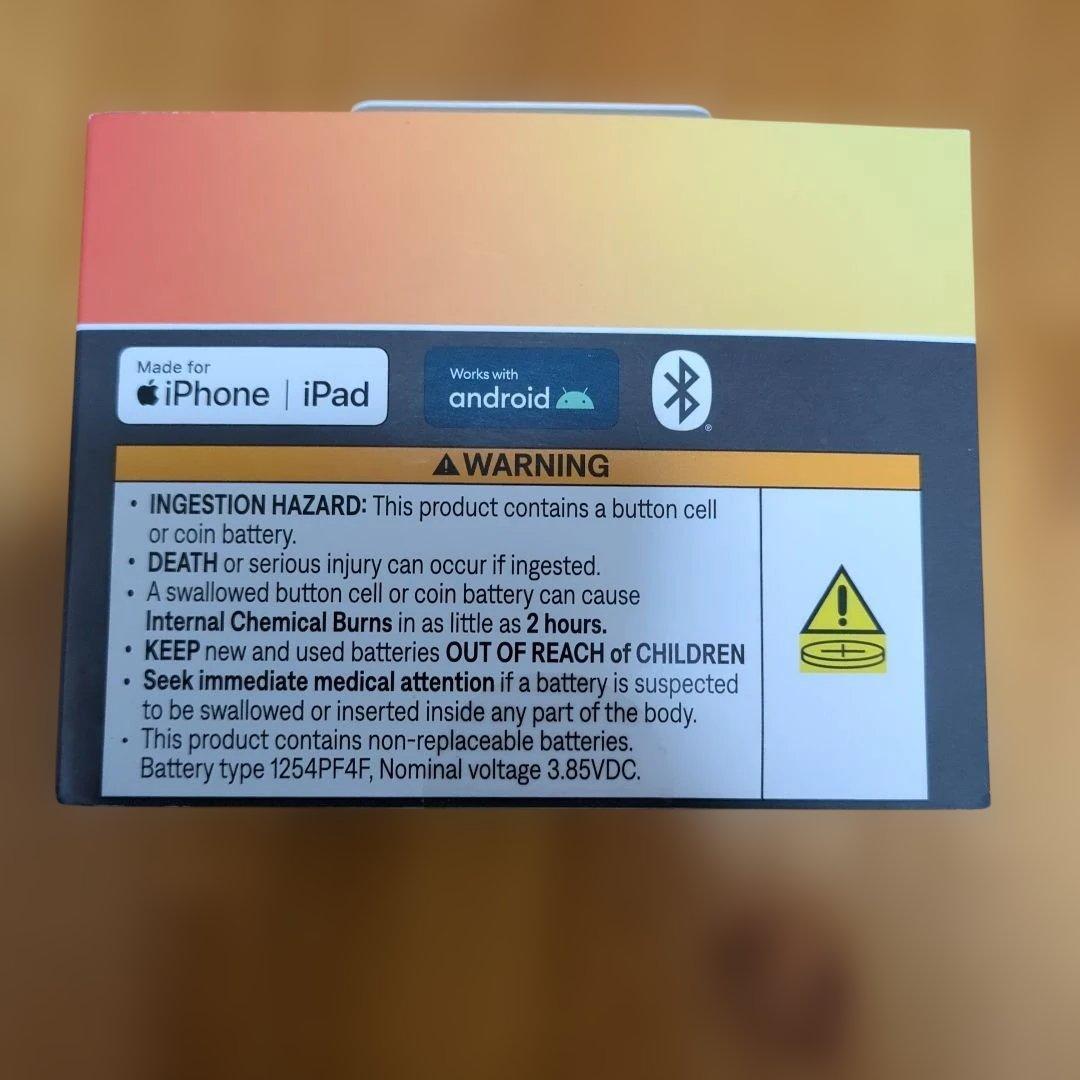 Made for
iPhone | iPad
Works with
android
®
WARNING
• INGESTION HAZARD: This product contains a button cell
or coin battery.
• DEATH or serious injury can occur if ingested.
• A swallowed button cell or coin battery can cause
Internal Chemical Burns in as little as 2 hours.
• KEEP new and used batteries OUT OF REACH of CHILDREN
• Seek immediate medical attention if a battery is suspected
to be swallowed or inserted inside any part of the body.
• This product contains non-replaceable batteries.
Battery type 1254PF4F, Nominal voltage 3.85VDC.